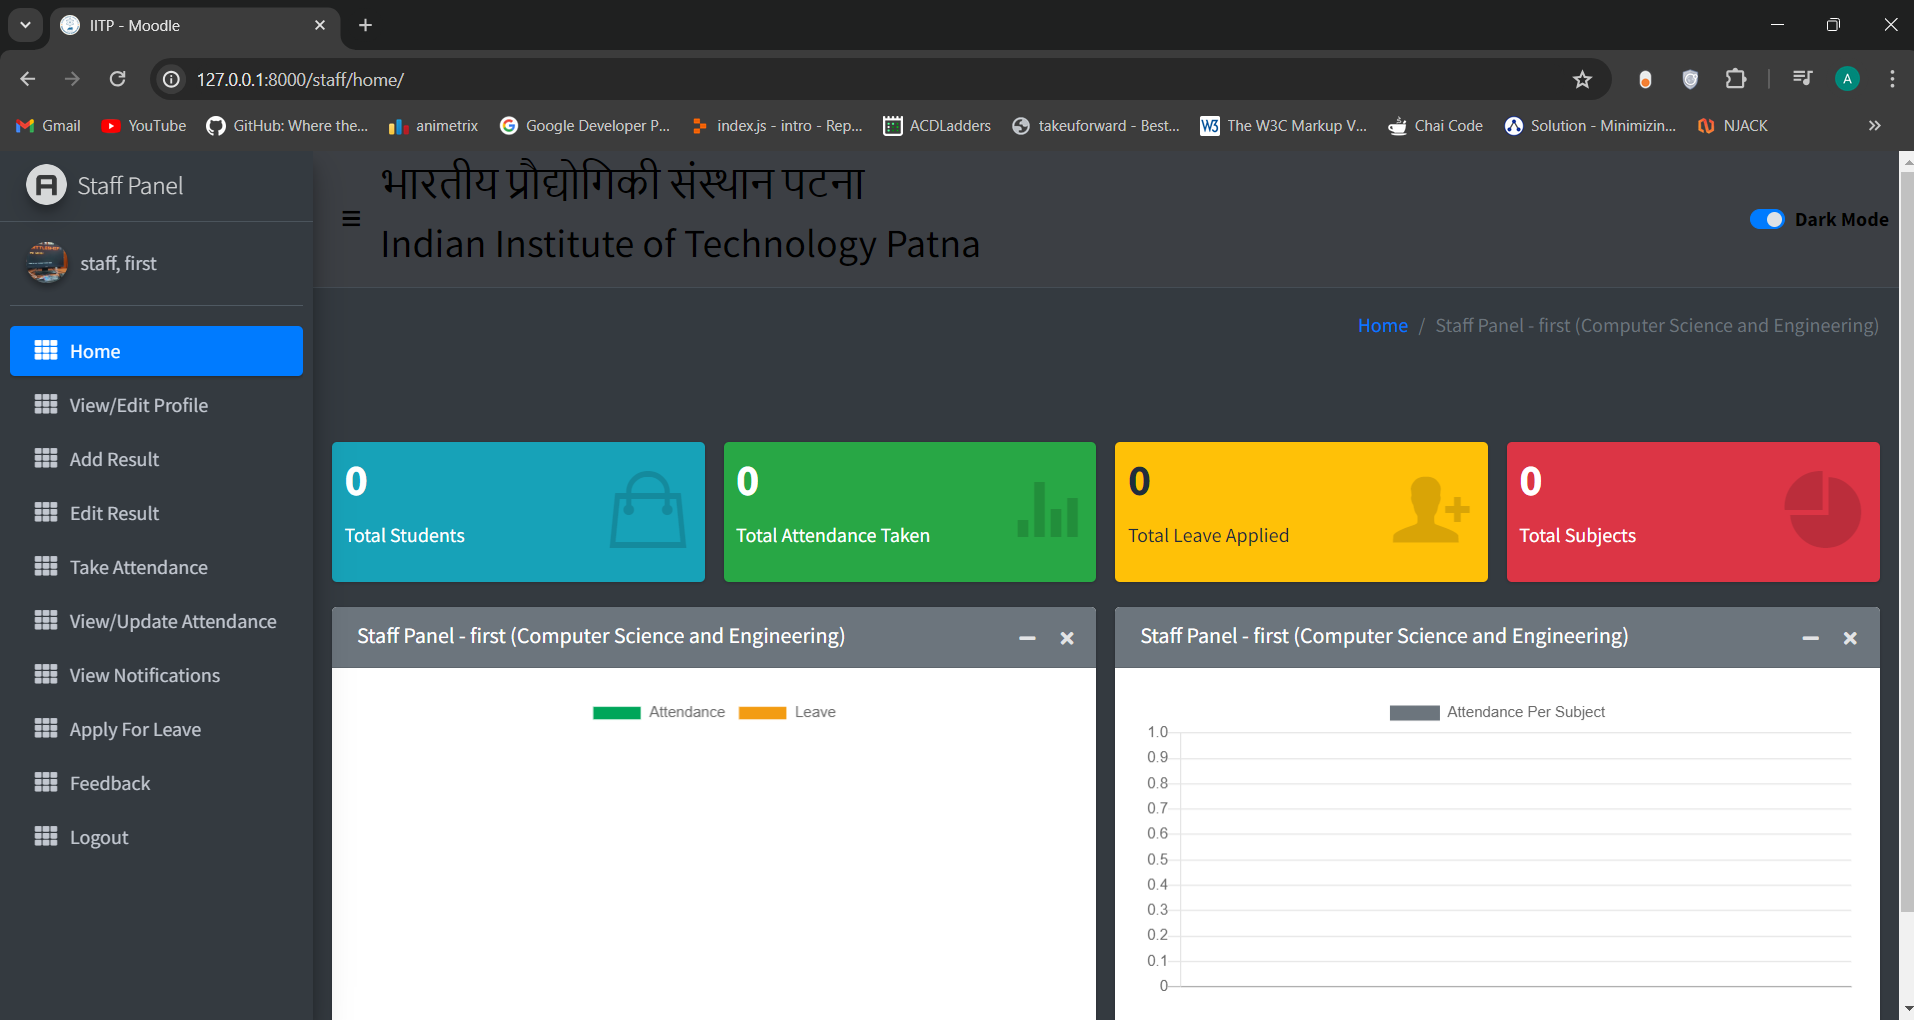 IITP - Moodle
127.0.0.1:8000/staff/home/
A
Gmail
YouTube
GitHub: Where the...
animetrix
Google Developer P...
index.js - intro - Rep...
ACDLadders
takeuforward - Best...
W3
The W3C Markup V...
Chai Code
Solution - Minimizin...
NJACK
Staff Panel
भारतीय प्रौद्योगिकी संस्थान पटना
Indian Institute of Technology Patna
Dark Mode
staff, first
Home / Staff Panel - first (Computer Science and Engineering)
Home
View/Edit Profile
Add Result
Edit Result
Take Attendance
View/Update Attendance
View Notifications
Apply For Leave
Feedback
Logout
0
Total Students
0
Total Attendance Taken
0
Total Leave Applied
0
Total Subjects
Staff Panel - first (Computer Science and Engineering)
Attendance
Leave
Staff Panel - first (Computer Science and Engineering)
Attendance Per Subject
1.0
0.9
0.8
0.7
0.6
0.5
0.4
0.3
0.2
0.1
0